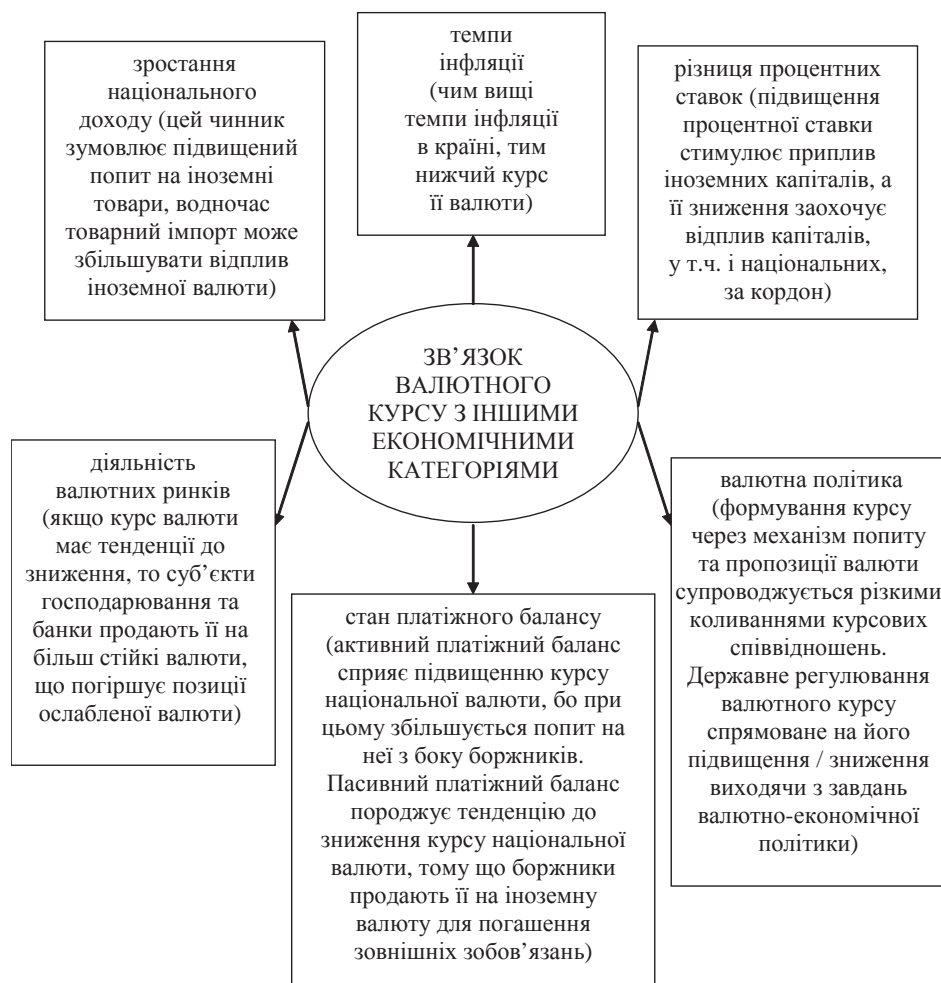 зростання
національного
доходу (цей чинник
зумовлює підвищений
попит на іноземні
товари, водночас
товарний імпорт може
збільшувати відплив
іноземної валюти)
темпи
інфляції
(чим вищі
темпи інфляції
в країні, тим
нижчий курс
її валюти)
різниця процентних
ставок (підвищення
процентної ставки
стимулює приплив
іноземних капіталів, а
її зниження заохочує
відплив капіталів,
у т.ч. і національних,
за кордон)
ЗВ’ЯЗОК
ВАЛЮТНОГО
КУРСУ З ІНШИМИ
ЕКОНОМІЧНИМИ
КАТЕГОРІЯМИ
діяльність
валютних ринків
(якщо курс валюти
має тенденції до
зниження, то суб’єкти
господарювання та
банки продають її на
більш стійкі валюти,
що погіршує позиції
ослабленої валюти)
стан платіжного балансу
(активний платіжний баланс
сприяє підвищенню курсу
національної валюти, бо при
цьому збільшується попит на
неї з боку боржників.
Пасивний платіжний баланс
породжує тенденцію до
зниження курсу національної
валюти, тому що боржники
продають її на іноземну
валюту для погашення
зовнішніх зобов’язань)
валютна політика
(формування курсу
через механізм попиту
та пропозиції валюти
супроводжується різкими
коливаннями курсових
співвідношень.
Державне регулювання
валютного курсу
спрямоване на його
підвищення / зниження
виходячи з завдань
валютно-економічної
політики)